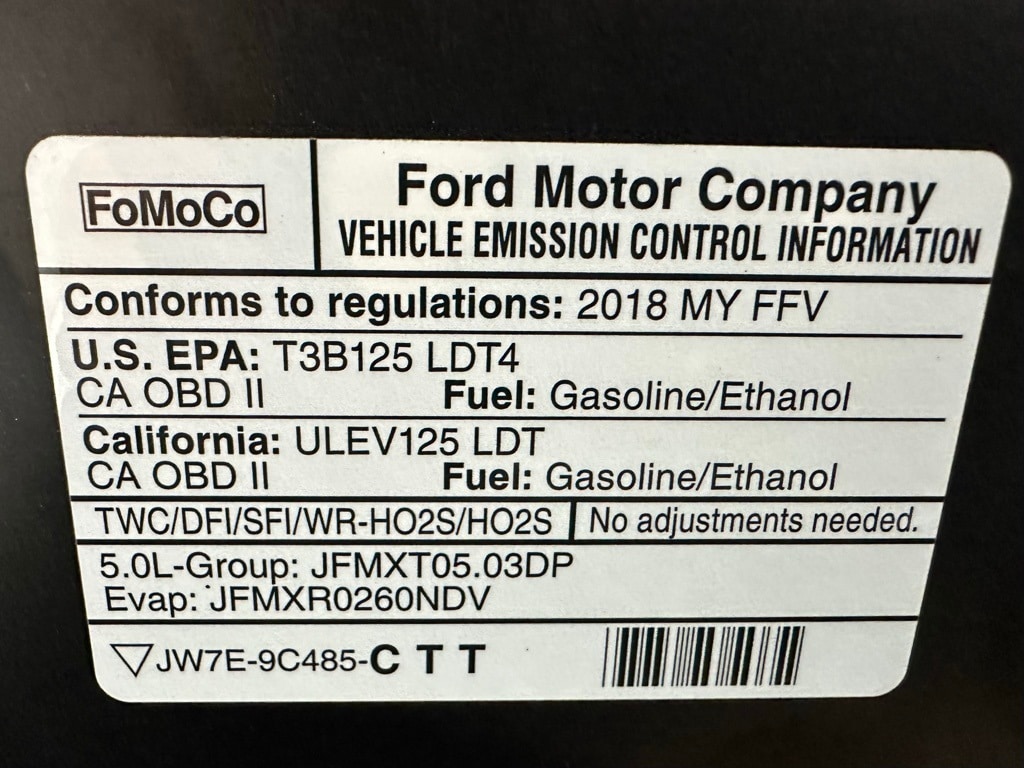 FoMoCo
Ford Motor Company
VEHICLE EMISSION CONTROL INFORMATION
Conforms to regulations: 2018 MY FFV
U.S. EPA: T3B125 LDT4
CA OBD II Fuel: Gasoline/Ethanol
California: ULEV125 LDT
CA OBD II Fuel: Gasoline/Ethanol
TWC/DFI/SFI/WR-HO2S/HO2S No adjustments needed.
5.0L-Group: JFMXT05.03DP
Evap: JFMXR0260NDV
JW7E-9C485-C T T